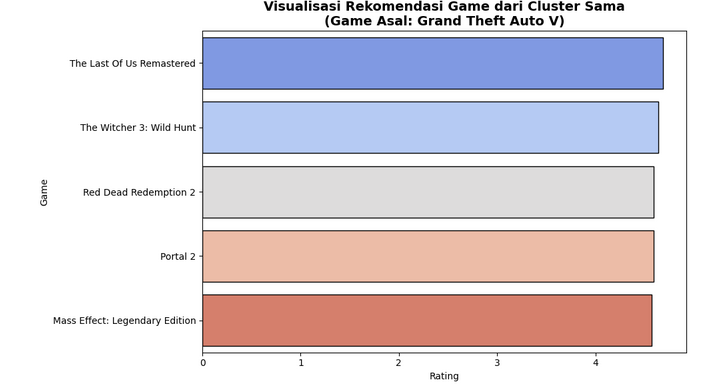 Visualisasi Rekomendasi Game dari Cluster Sama
(Game Asal: Grand Theft Auto V)
The Last Of Us Remastered
The Witcher 3: Wild Hunt
Red Dead Redemption 2
Portal 2
Mass Effect: Legendary Edition
Game
0 1 2 3 4
Rating